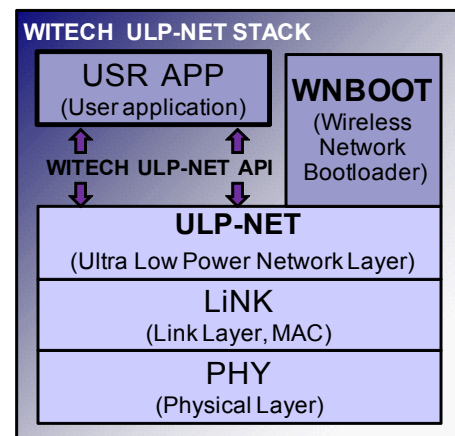 WITECH ULP-NET STACK
USR APP
(User application)
WNBOOT
(Wireless
Network
Bootloader)
WITECH ULP-NET API
ULP-NET
(Ultra Low Power Network Layer)
LiNK
(Link Layer, MAC)
PHY
(Physical Layer)